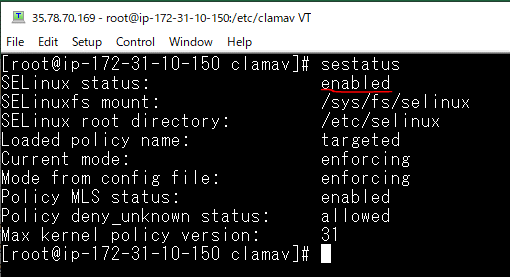 35.78.70.169 - root@ip-172-31-10-150:/etc/clamav VT
File Edit Setup Control Window Help
[root@ip-172-31-10-150 clamav]# sestatus
SELinux status: enabled
SELinuxfs mount: /sys/fs/selinux
SELinux root directory: /etc/selinux
Loaded policy name: targeted
Current mode: enforcing
Mode from config file: enforcing
Policy MLS status: enabled
Policy deny_unknown status: allowed
Max kernel policy version: 31
[root@ip-172-31-10-150 clamav]#